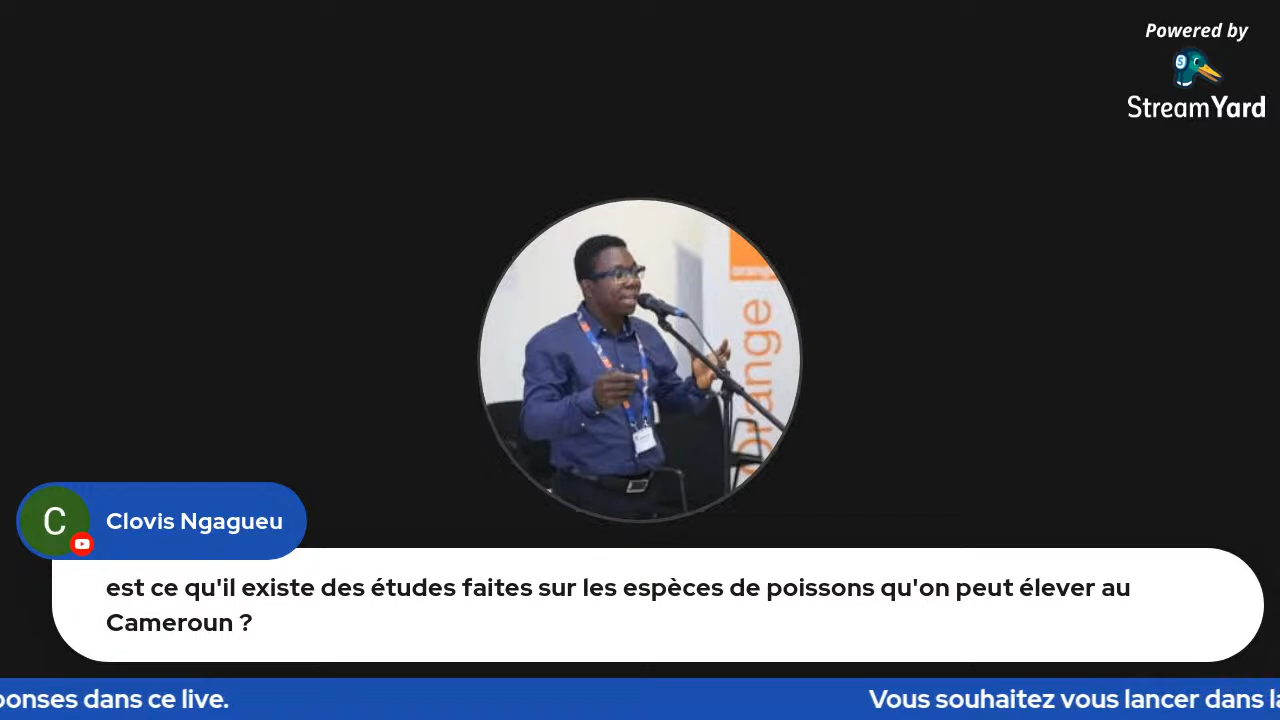 Powered by
StreamYard
orange
Orange
C
Clovis Ngagueu
est ce qu'il existe des études faites sur les espèces de poissons qu'on peut élever au
Cameroun ?
ponses dans ce live.
Vous souhaitez vous lancer dans la